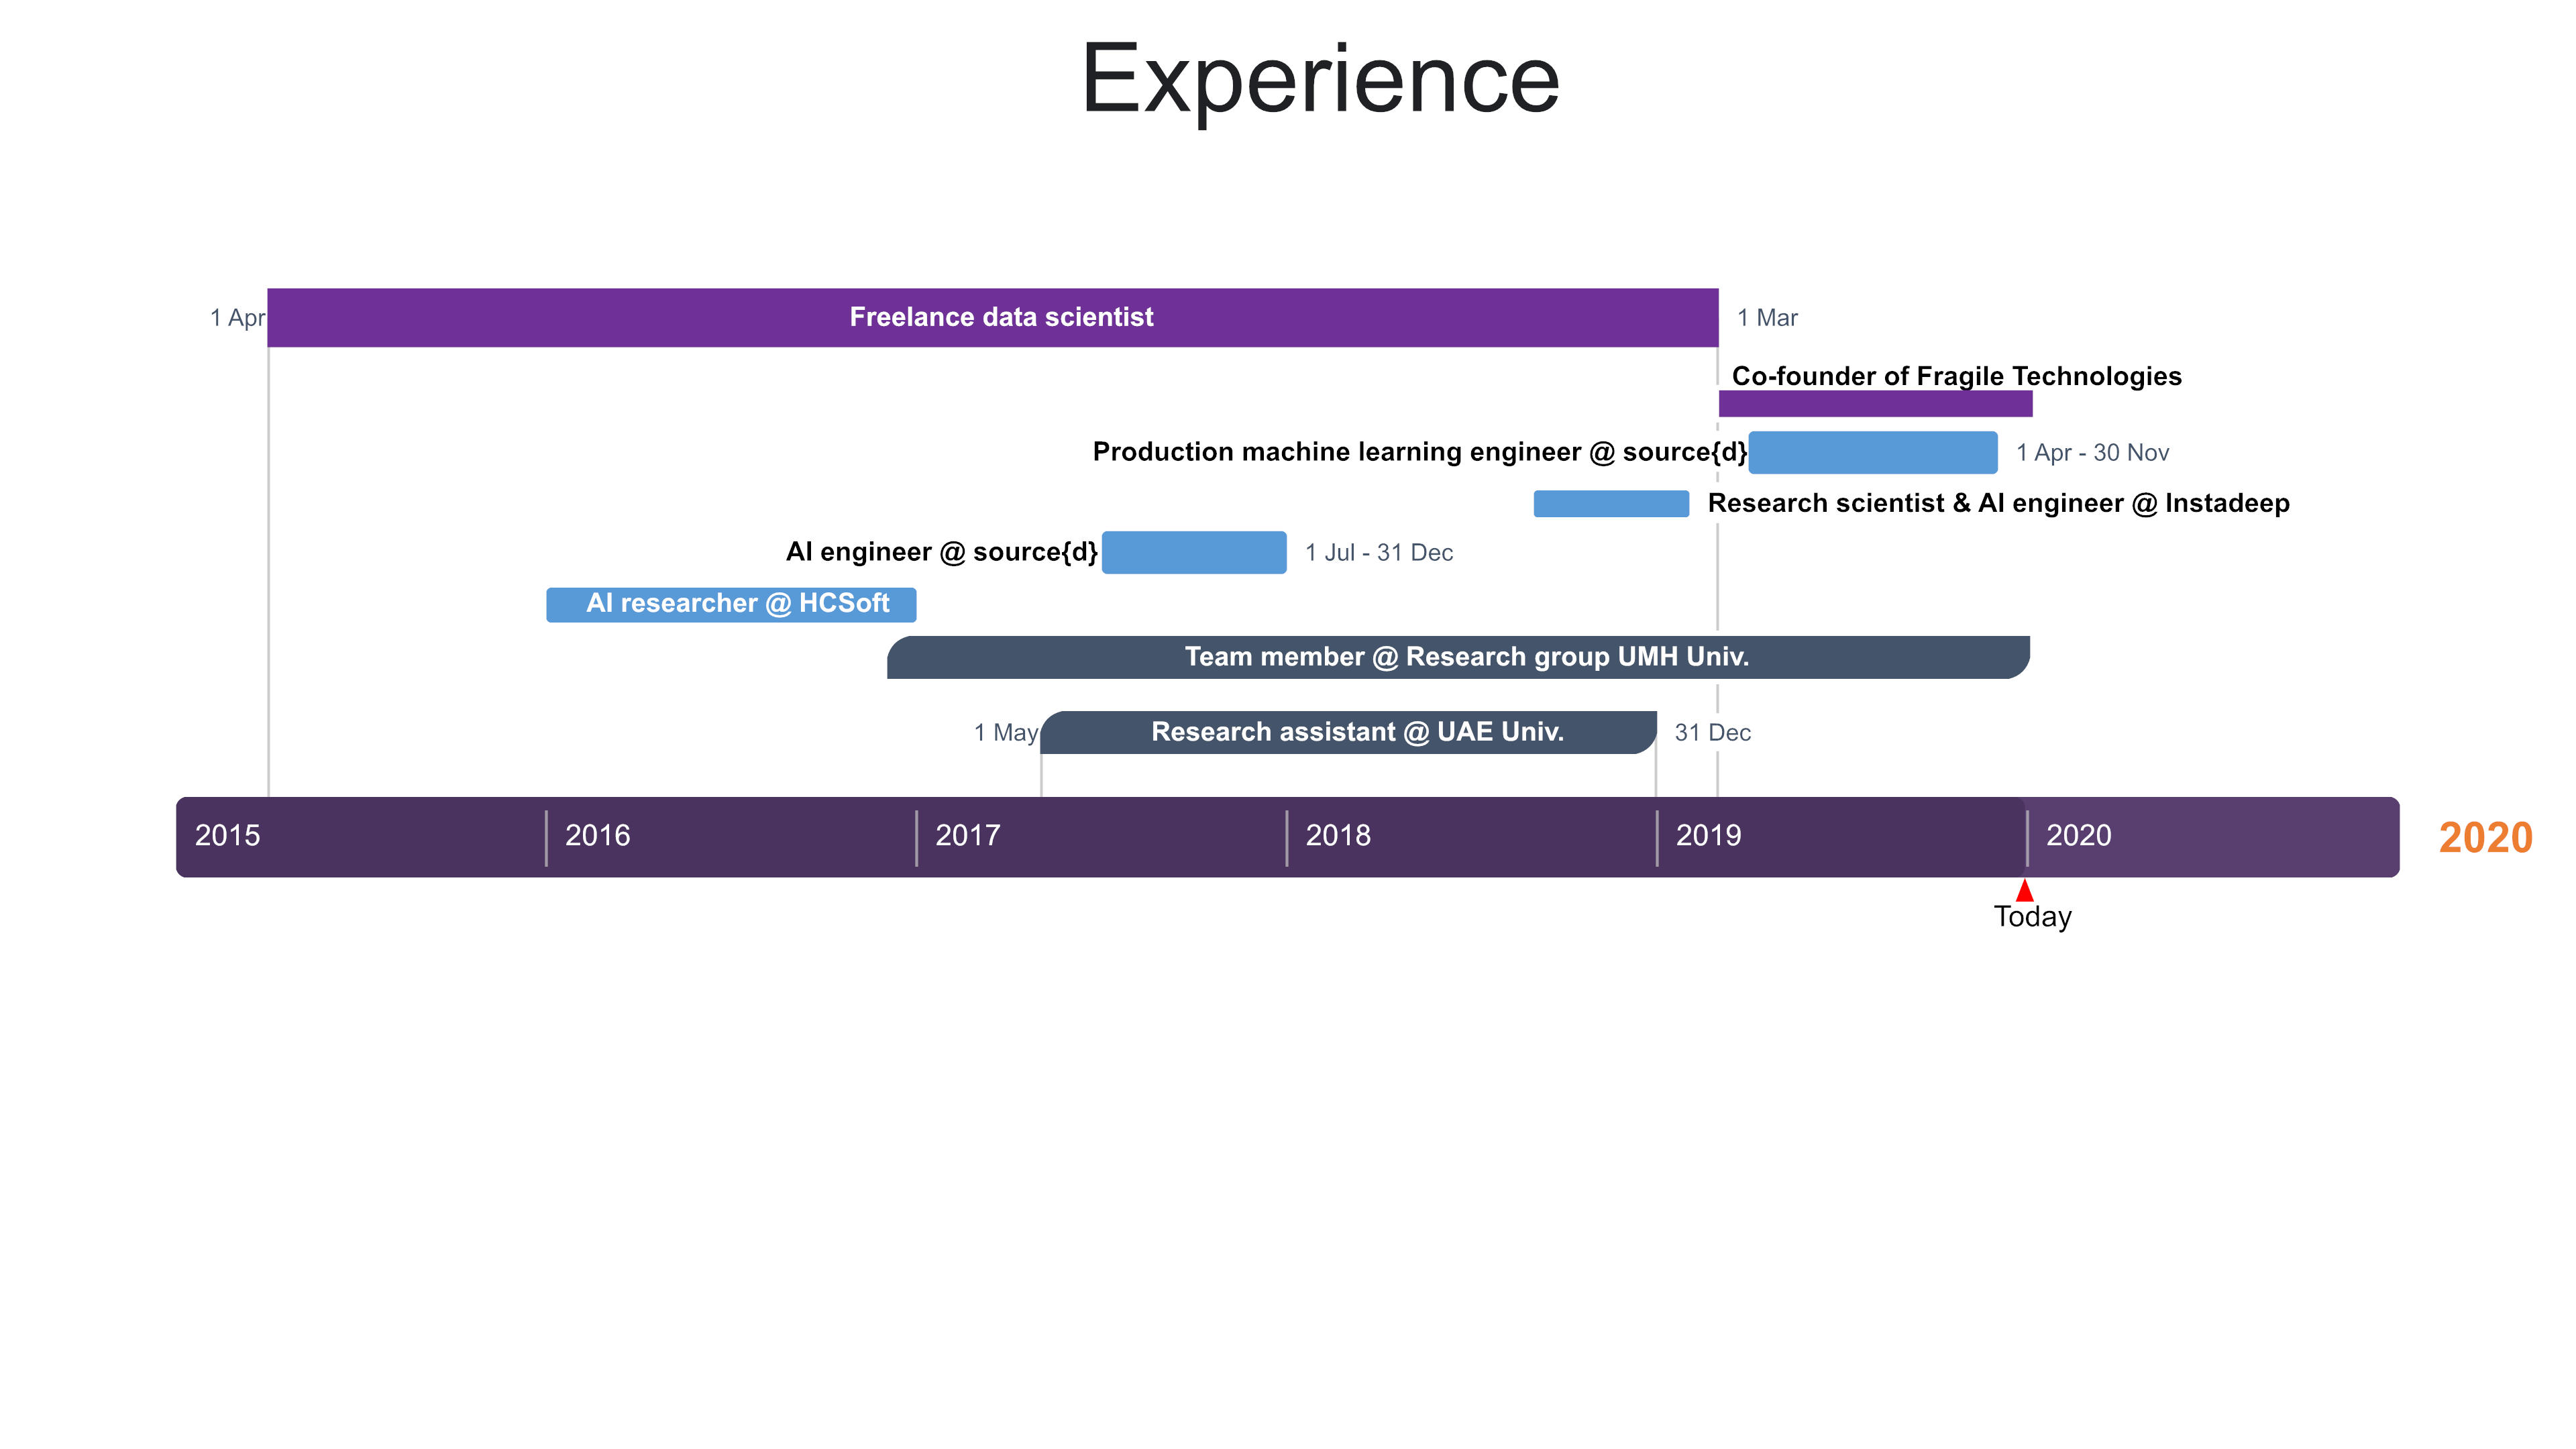 Experience
1 Apr
Freelance data scientist
1 Mar
Co-founder of Fragile Technologies
Production machine learning engineer @ source{d}
1 Apr - 30 Nov
Research scientist & AI engineer @ Instadeep
AI engineer @ source{d}
1 Jul - 31 Dec
AI researcher @ HCSoft
Team member @ Research group UMH Univ.
1 May
Research assistant @ UAE Univ.
31 Dec
2015
2016
2017
2018
2019
2020
2020
Today